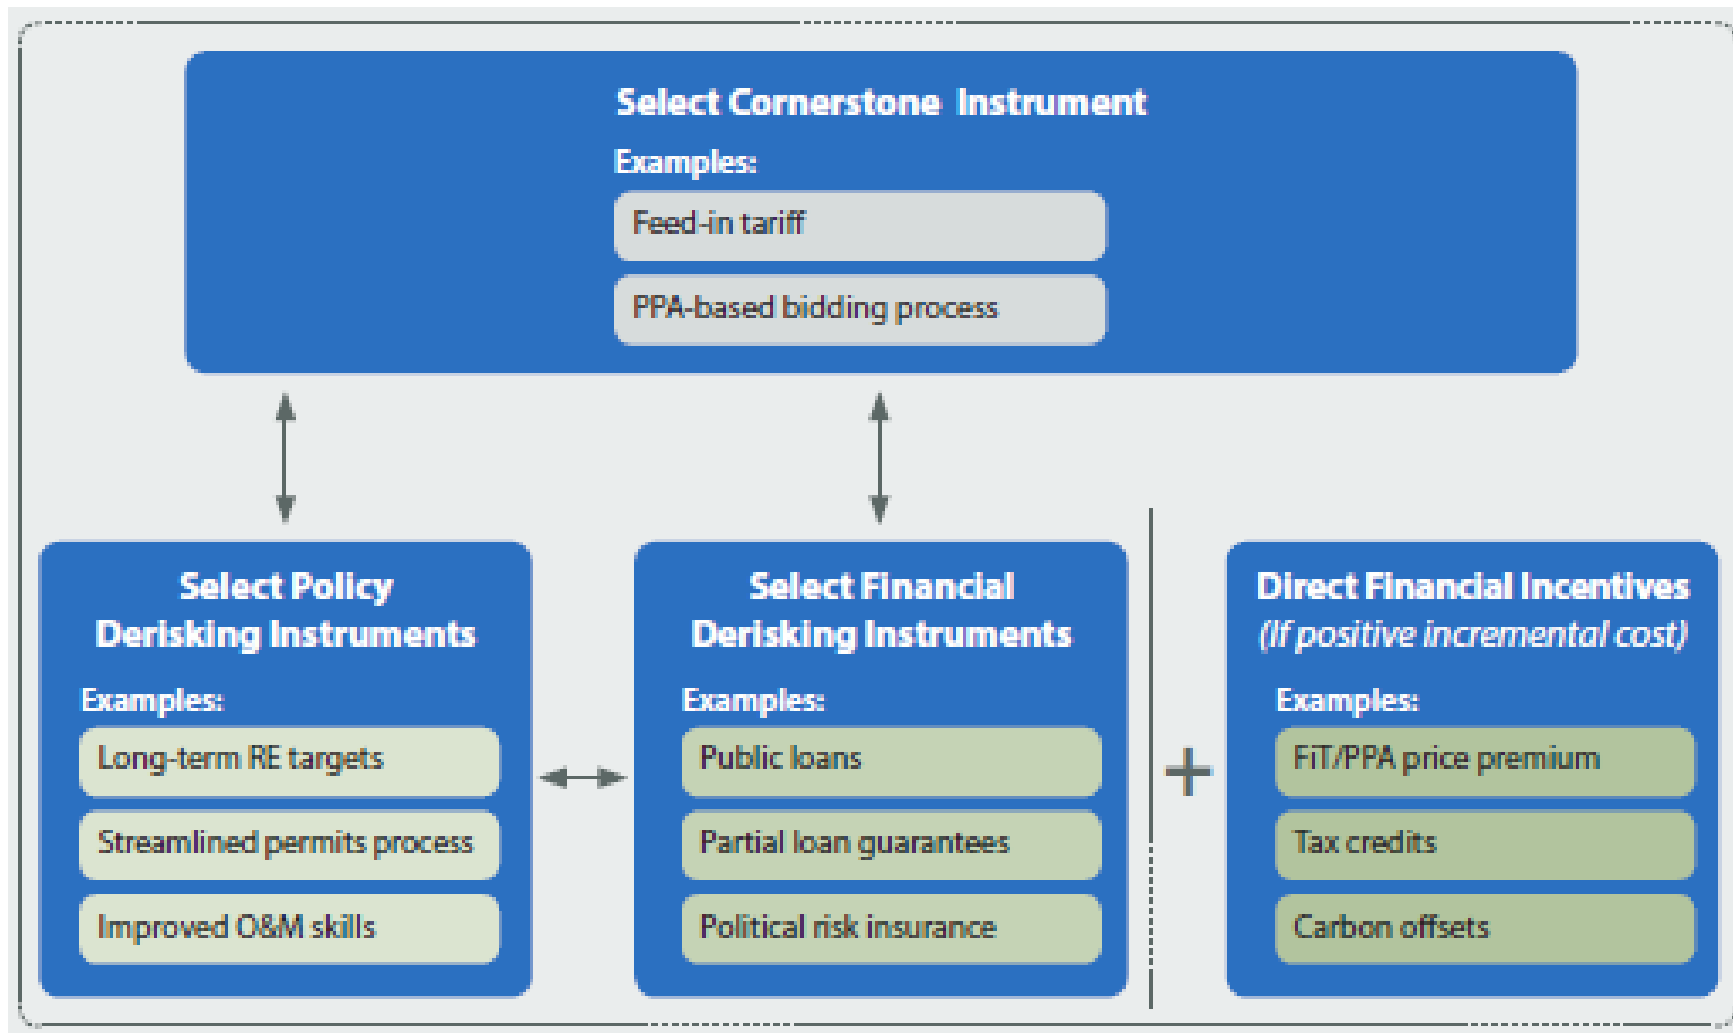 Select Cornerstone Instrument
Examples:
Feed-in tariff
PPA-based bidding process
Select Policy
Derisking Instruments
Examples:
Long-term RE targets
Streamlined permits process
Improved O&M skills
Select Financial
Derisking Instruments
Examples:
Public loans
Partial loan guarantees
Political risk insurance
+
Direct Financial Incentives
(If positive incremental cost)
Examples:
FiT/PPA price premium
Tax credits
Carbon offsets